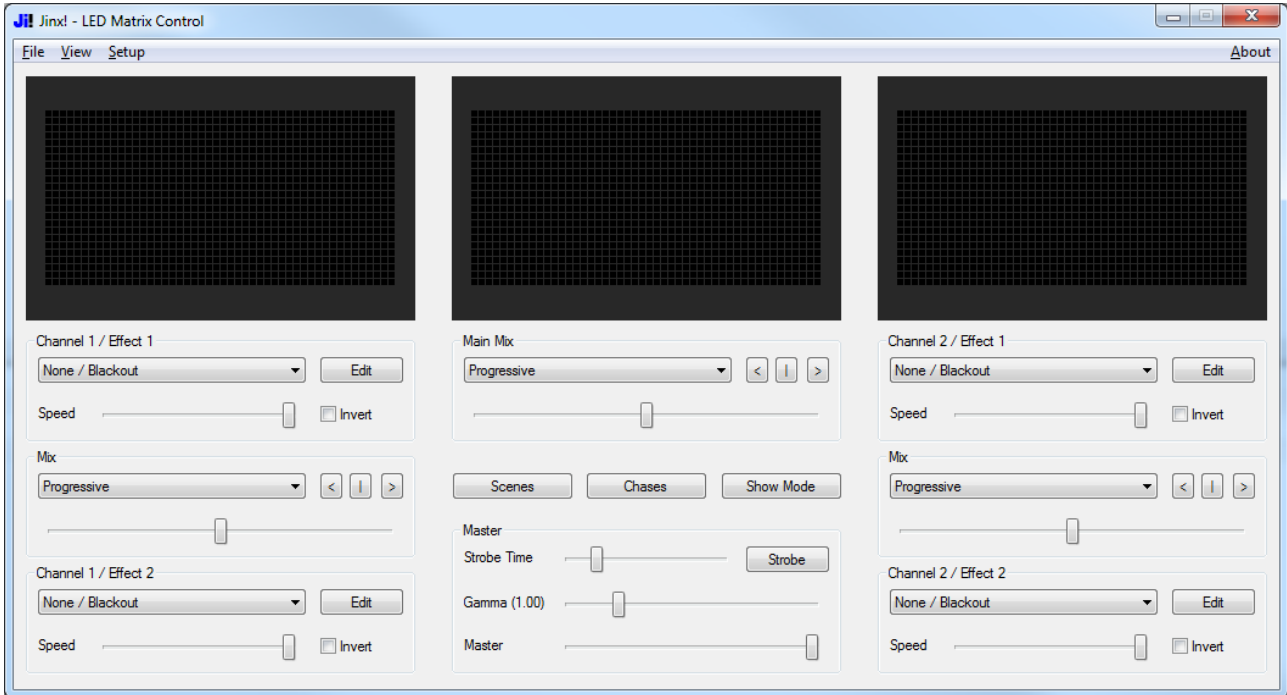 Ji! Jinx! - LED Matrix Control
X
File View Setup About
Channel 1 / Effect 1
None / Blackout Edit
Speed Invert
Mix
Progressive < | >
Channel 1 / Effect 2
None / Blackout Edit
Speed Invert
Main Mix
Progressive < | >
Scenes Chases Show Mode
Master
Strobe Time Strobe
Gamma (1.00)
Master
Channel 2 / Effect 1
None / Blackout Edit
Speed Invert
Mix
Progressive < | >
Channel 2 / Effect 2
None / Blackout Edit
Speed Invert